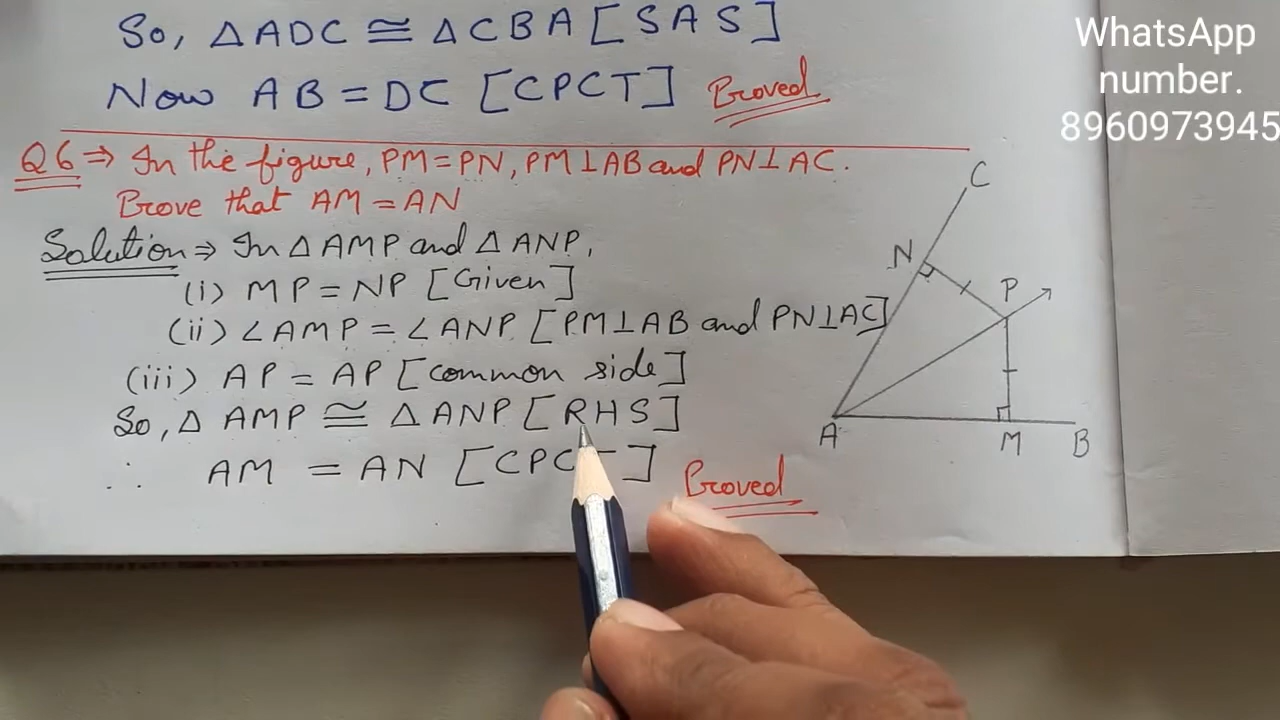 So, △ADC ≅ △CBA [SAS]
Now AB = DC [CPCT] Proved
WhatsApp
number.
8960973945
Q6 ⇒ In the figure, PM = PN, PM ⊥ AB and PN ⊥ AC.
Prove that AM = AN
Solution ⇒ In △ AMP and △ ANP,
(i) MP = NP [Given]
(ii) ∠AMP = ∠ANP [PM ⊥ AB and PN ⊥ AC]
(iii) AP = AP [common side]
So, △ AMP ≅ △ ANP [RHS]
∴ AM = AN [CPCT] Proved
C
N
P
A
M
B